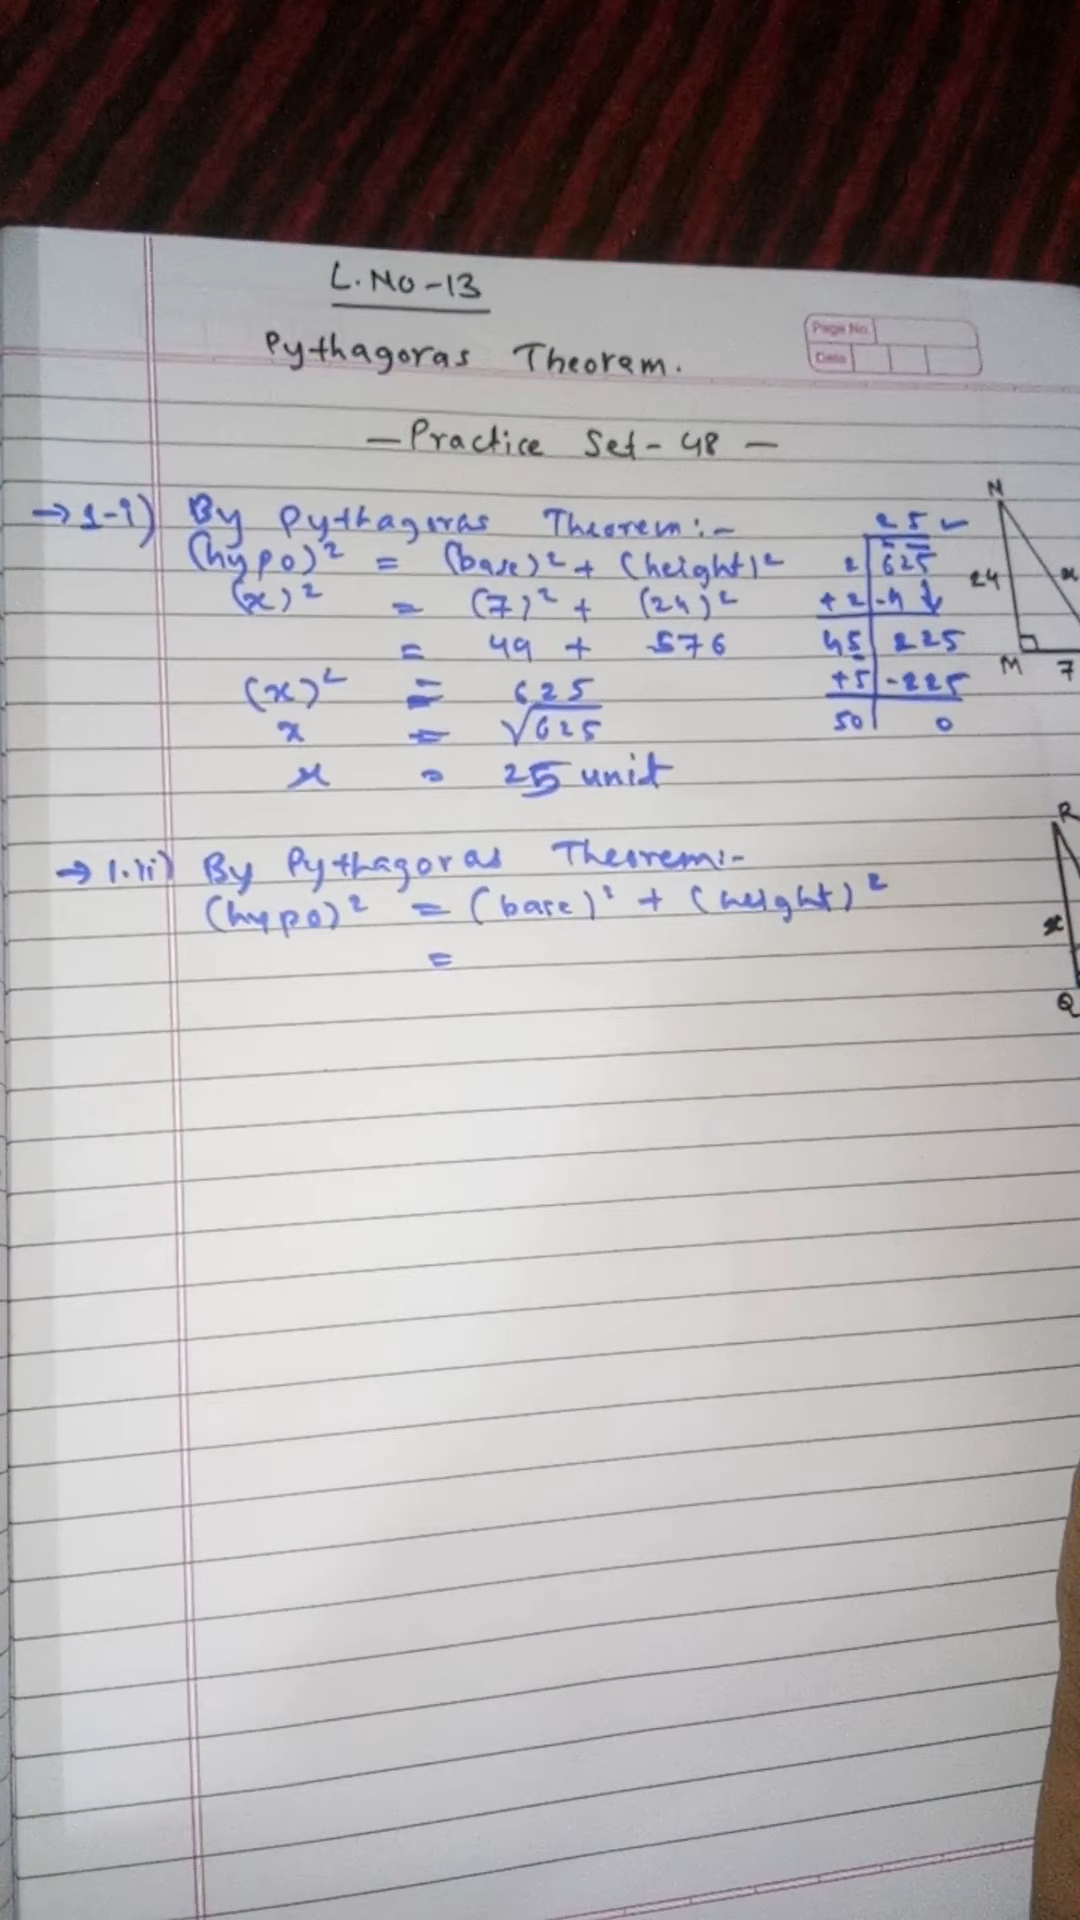 L. No - 13
Pythagoras Theorem.
Page No.
Date
- Practice Set - 48 -
→ 1-i) By Pythagoras Theorem :-
(hypo)² = (base)² + (height)²
(x)² = (7)² + (24)²
= 49 + 576
(x)² = 625
x = √625
x = 25 unit
25
2 | 625
+2 | -4 ↓
45 | 225
+5 | -225
50 | 0
N
24
x
M 7
→ 1.ii) By Pythagoras Theorem:-
(hypo)² = (base)² + (height)²
=
R
x
Q